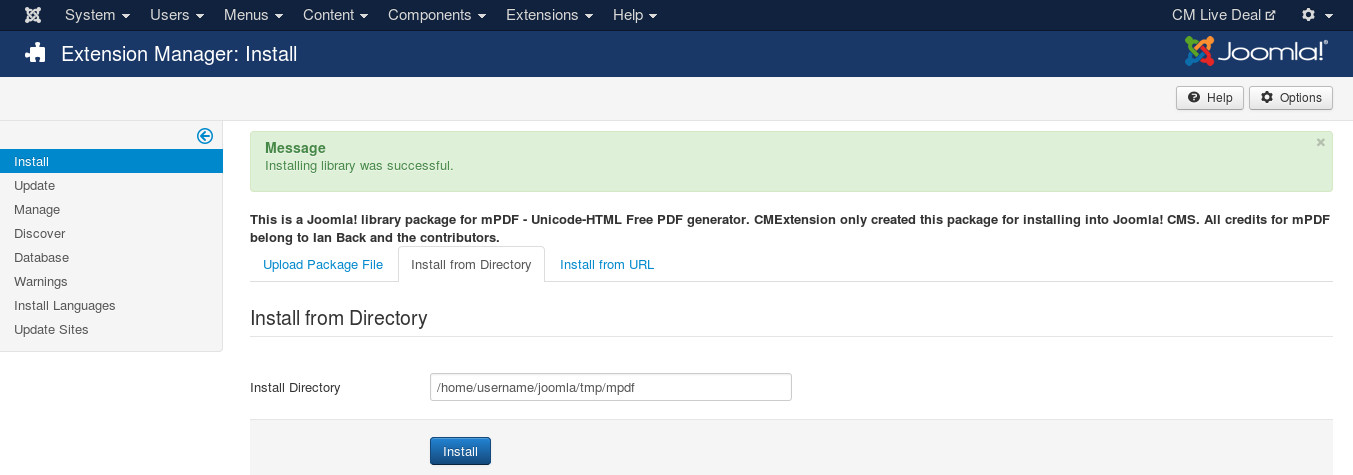 System Users Menus Content Components Extensions Help CM Live Deal
Extension Manager: Install Joomla!®
Help Options
Install
Update
Manage
Discover
Database
Warnings
Install Languages
Update Sites
Message ×
Installing library was successful.
This is a Joomla! library package for mPDF - Unicode-HTML Free PDF generator. CMExtension only created this package for installing into Joomla! CMS. All credits for mPDF
belong to Ian Back and the contributors.
Upload Package File Install from Directory Install from URL
Install from Directory
Install Directory /home/username/joomla/tmp/mpdf
Install